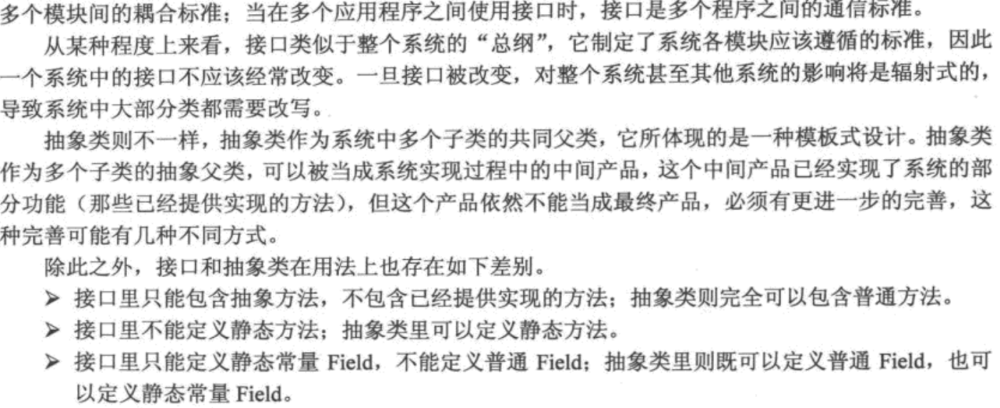 多个模块间的耦合标准；当在多个应用程序之间使用接口时，接口是多个程序之间的通信标准。
从某种程度上来看，接口类似于整个系统的“总纲”，它制定了系统各模块应该遵循的标准，因此
一个系统中的接口不应该经常改变。一旦接口被改变，对整个系统甚至其他系统的影响将是辐射式的，
导致系统中大部分类都需要改写。
抽象类则不一样，抽象类作为系统中多个子类的共同父类，它所体现的是一种模板式设计。抽象类
作为多个子类的抽象父类，可以被当成系统实现过程中的中间产品，这个中间产品已经实现了系统的部
分功能（那些已经提供实现的方法），但这个产品依然不能当成最终产品，必须有更进一步的完善，这
种完善可能有几种不同方式。
除此之外，接口和抽象类在用法上也存在如下差别。
➤ 接口里只能包含抽象方法，不包含已经提供实现的方法；抽象类则完全可以包含普通方法。
➤ 接口里不能定义静态方法；抽象类里可以定义静态方法。
➤ 接口里只能定义静态常量 Field，不能定义普通 Field；抽象类里则既可以定义普通 Field，也可
以定义静态常量 Field。